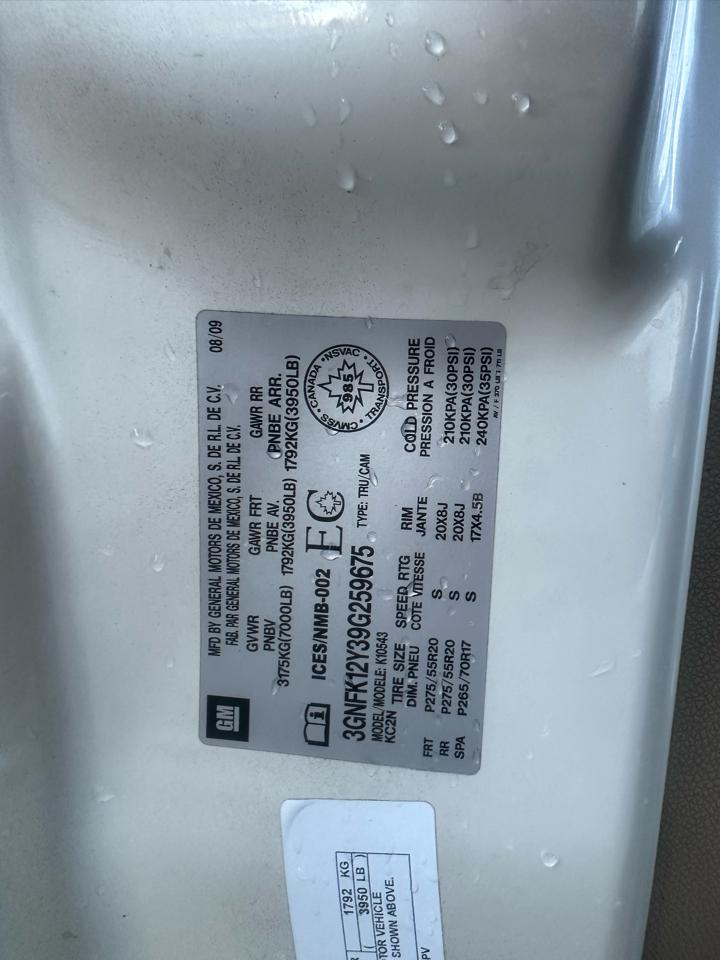 GM
MFD BY GENERAL MOTORS DE MEXICO, S. DE R.L. DE C.V. 08/09
FAB. PAR GENERAL MOTORS DE MEXICO, S. DE R.L. DE C.V.
GVWR GAWR FRT GAWR RR
PNBV PNBE AV. PNBE ARR.
3175KG(7000LB) 1792KG(3950LB) 1792KG(3950LB)
ICES/NMB-002 EC
CMVSS • CANADA • NSVAC • TRANSPORT
985
3GNFK12Y39G259675 TYPE: TRU/CAM
MODEL/MODELE: K10543
KC2N
TIRE SIZE SPEED RTG RIM COLD PRESSURE
DIM. PNEU COTE VITESSE JANTE PRESSION A FROID
FRT P275/55R20 S 20X8J 210KPA(30PSI)
RR P275/55R20 S 20X8J 210KPA(30PSI)
SPA P265/70R17 S 17X4.5B 240KPA(35PSI)
1792 KG
( 3950 LB )
VEHICLE
SHOWN ABOVE.
PV